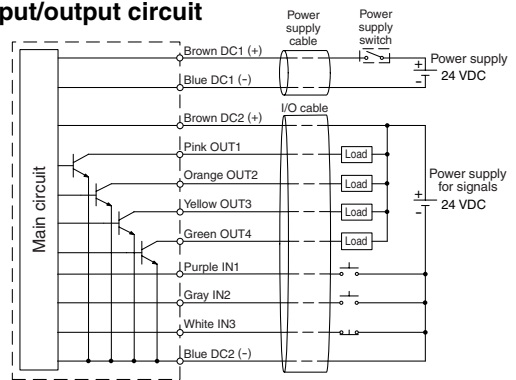 put/output circuit
Power
supply
cable
Power
supply
switch
Brown DC1 (+)
Power supply
24 VDC
+
-
Blue DC1 (-)
I/O cable
Brown DC2 (+)
Pink OUT1
Load
Orange OUT2
Load
Power supply
for signals
24 VDC
+
-
Yellow OUT3
Load
Green OUT4
Load
Main circuit
Purple IN1
Gray IN2
White IN3
Blue DC2 (-)